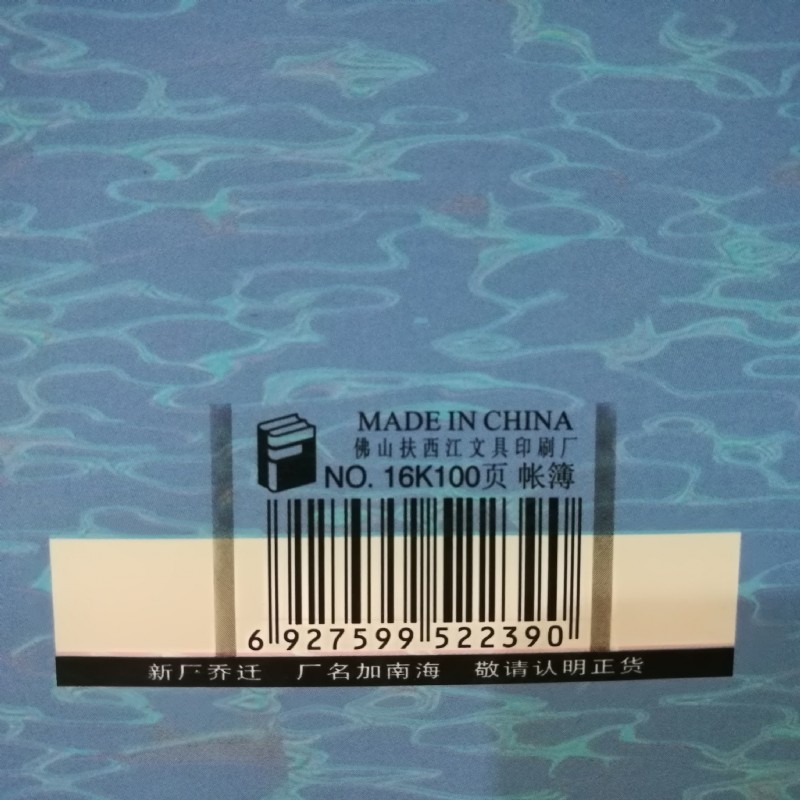 MADE IN CHINA
佛山扶西江文具印刷厂
NO. 16K100页 帐簿
6 927599 522390
新厂乔迁 厂名加南海 敬请认明正货